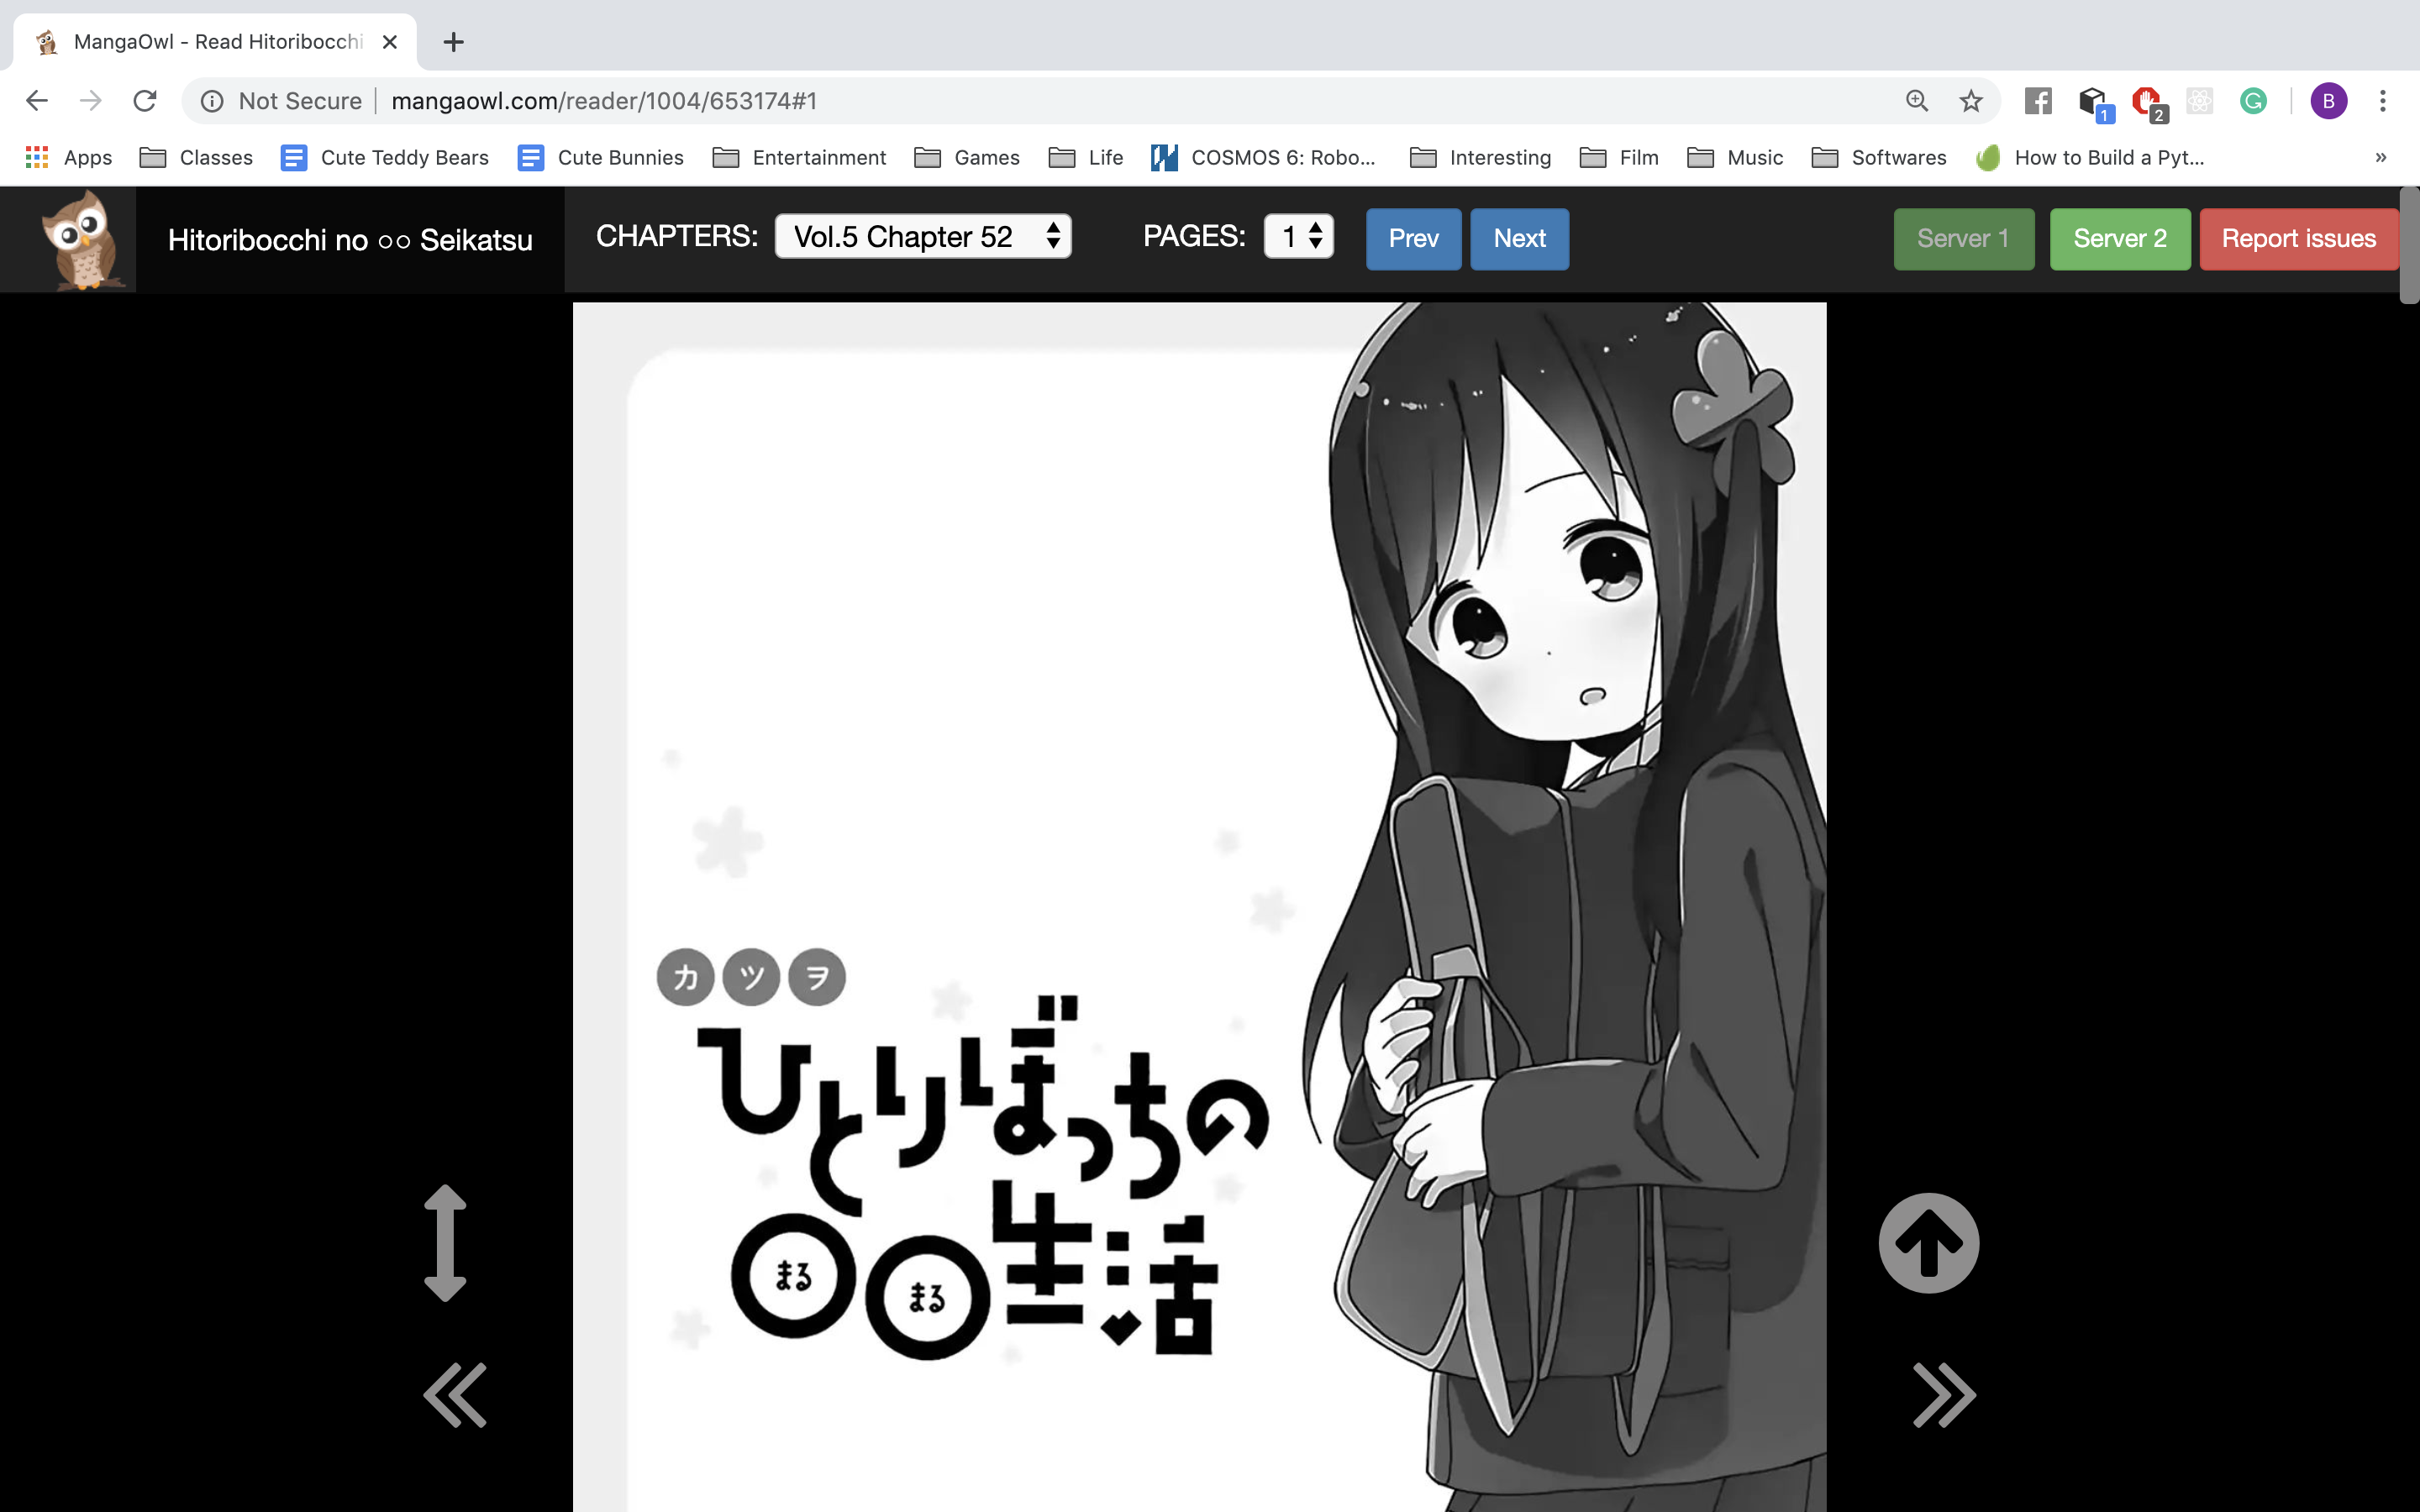 MangaOwl - Read Hitoribocchi
Not Secure mangaowl.com/reader/1004/653174#1
1
2
G
B
Apps Classes Cute Teddy Bears Cute Bunnies Entertainment Games Life COSMOS 6: Robo... Interesting Film Music Softwares How to Build a Pyt... »
Hitoribocchi no ○○ Seikatsu CHAPTERS: Vol.5 Chapter 52 PAGES: 1 Prev Next Server 1 Server 2 Report issues
カツヲ
ひとりぼっちの
○○生活
まる まる